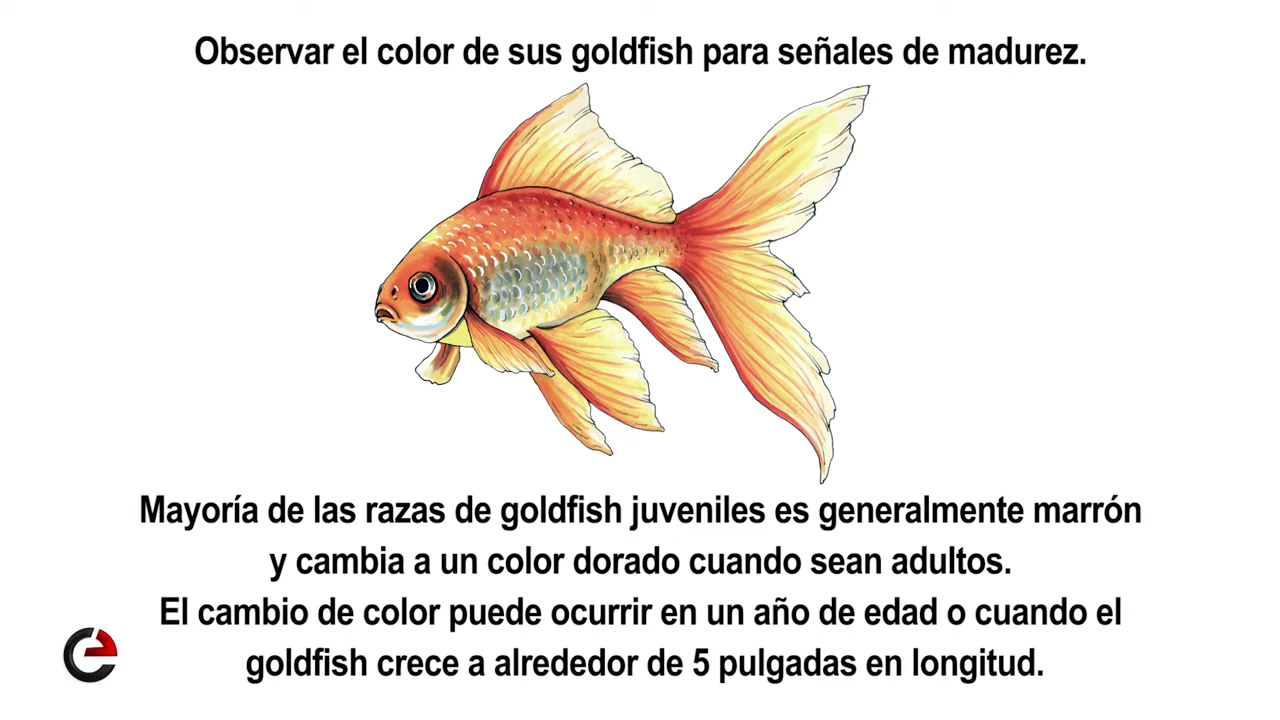 Observar el color de sus goldfish para señales de madurez.
Mayoría de las razas de goldfish juveniles es generalmente marrón
y cambia a un color dorado cuando sean adultos.
El cambio de color puede ocurrir en un año de edad o cuando el
goldfish crece a alrededor de 5 pulgadas en longitud.